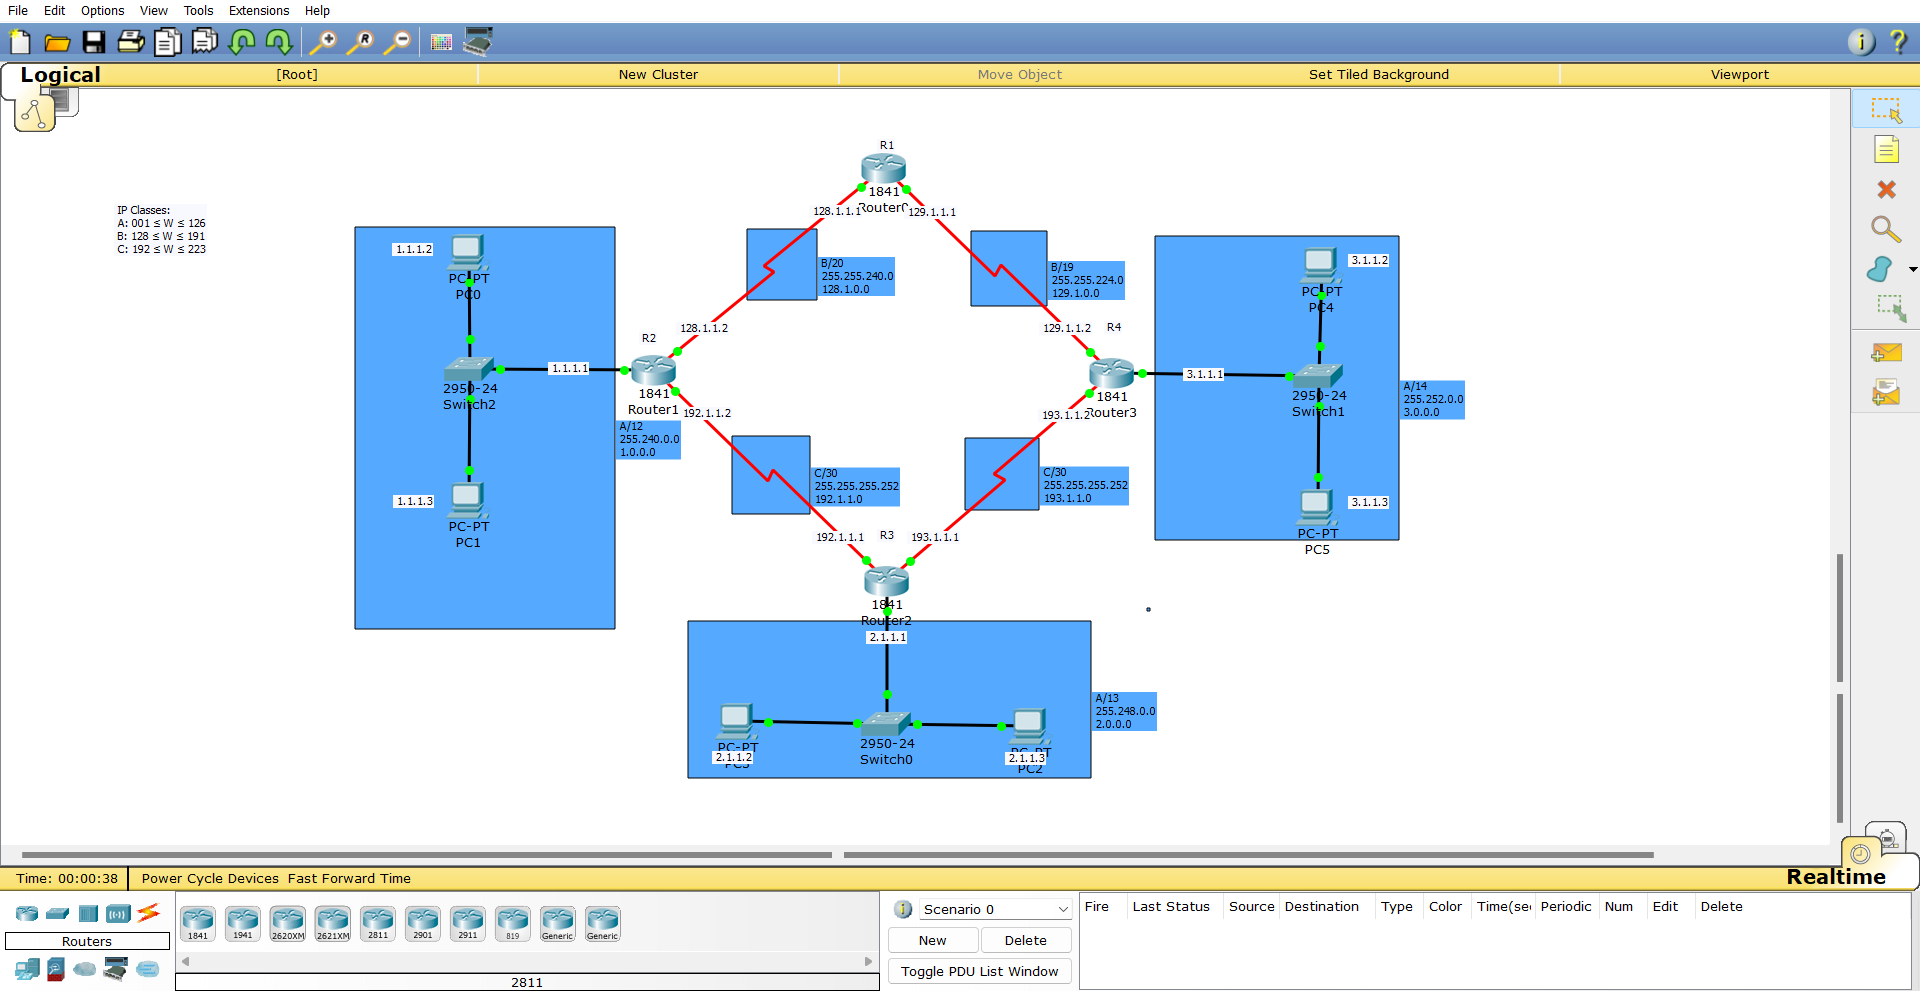 File Edit Options View Tools Extensions Help
Logical [Root] New Cluster Move Object Set Tiled Background Viewport
IP Classes:
A: 001 ≤ W ≤ 126
B: 128 ≤ W ≤ 191
C: 192 ≤ W ≤ 223
R1
1841
Router0
128.1.1.1
129.1.1.1
B/20
255.255.240.0
128.1.0.0
B/19
255.255.224.0
129.1.0.0
128.1.1.2
129.1.1.2
1.1.1.2
PC-PT
PC0
2950-24
Switch2
1.1.1.1
R2
1841
Router1
192.1.1.2
A/12
255.240.0.0
1.0.0.0
1.1.1.3
PC-PT
PC1
R4
1841
Router3
193.1.1.2
3.1.1.1
3.1.1.2
PC-PT
PC4
2950-24
Switch1
A/14
255.252.0.0
3.0.0.0
3.1.1.3
PC-PT
PC5
C/30
255.255.255.252
192.1.1.0
C/30
255.255.255.252
193.1.1.0
192.1.1.1
R3
193.1.1.1
1841
Router2
2.1.1.1
PC-PT
2.1.1.2
PC3
2950-24
Switch0
PC-PT
2.1.1.3
PC2
A/13
255.248.0.0
2.0.0.0
Time: 00:00:38 Power Cycle Devices Fast Forward Time Realtime
Routers
1841 1941 2620XM 2621XM 2811 2901 2911 819 Generic Generic
2811
Scenario 0
New Delete
Toggle PDU List Window
Fire Last Status Source Destination Type Color Time(sec Periodic Num Edit Delete